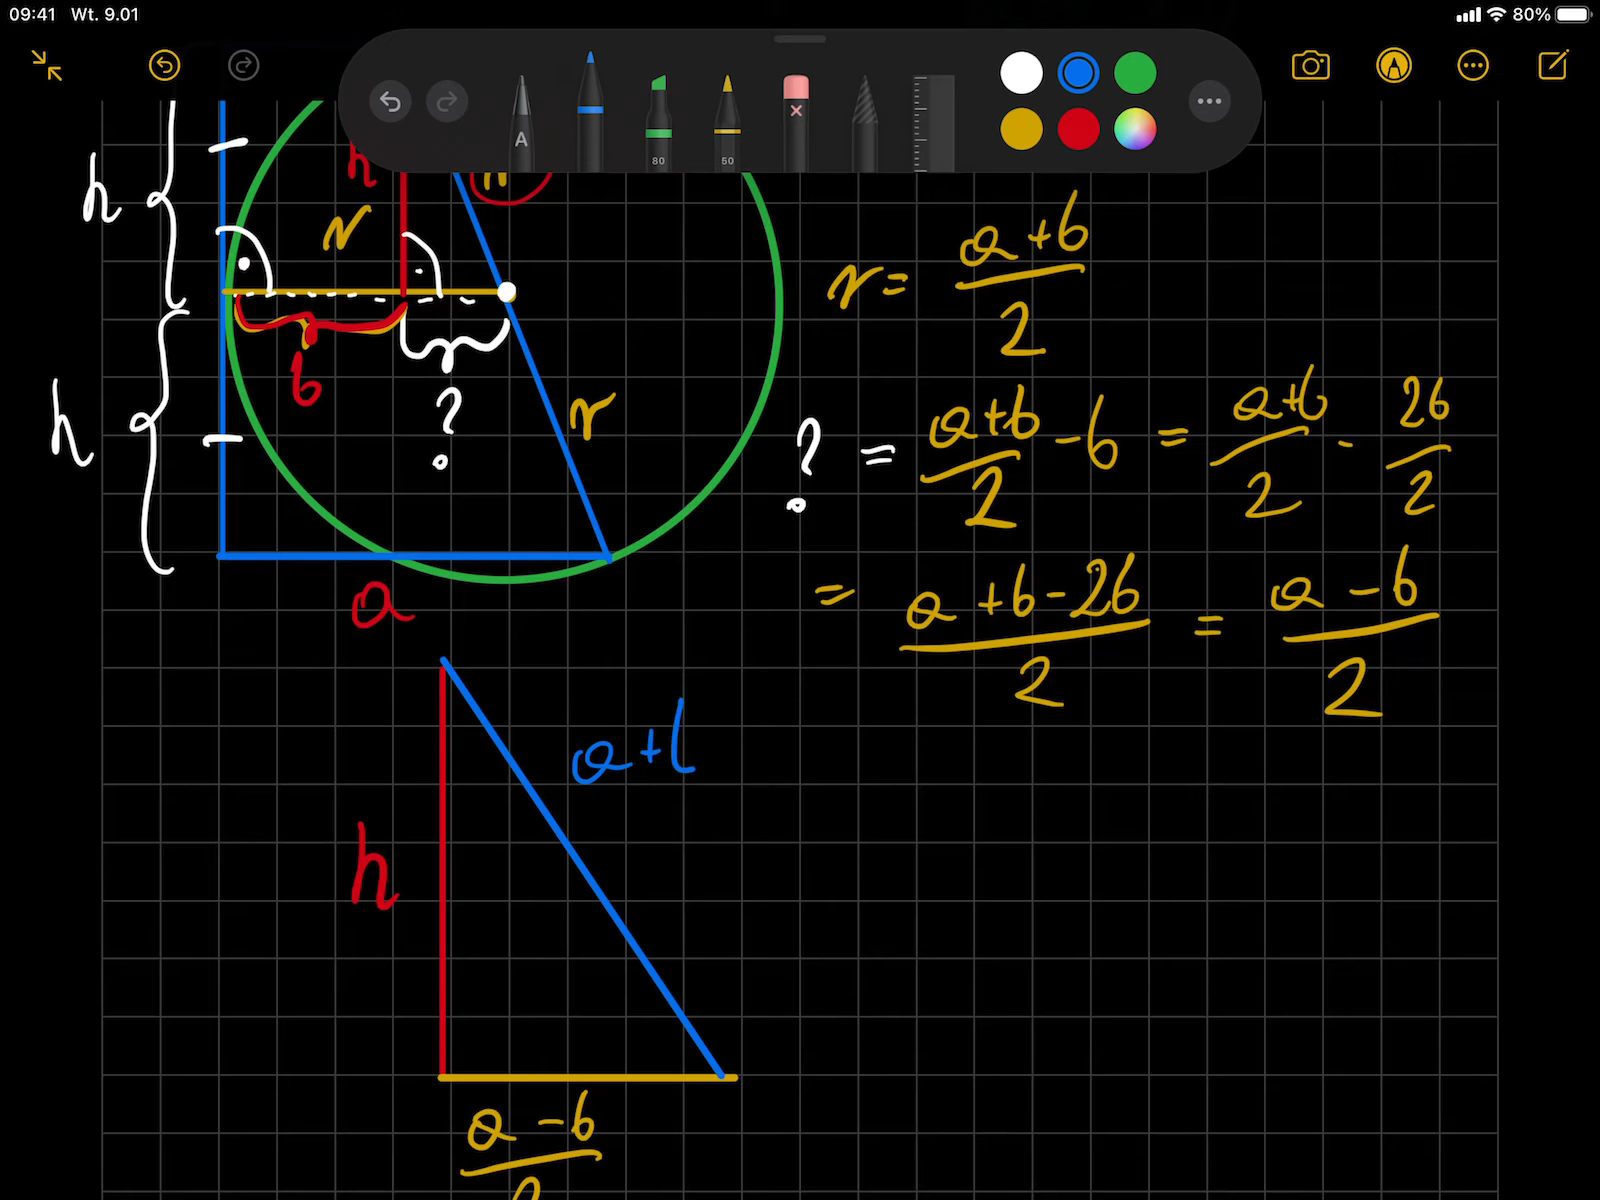 09:41 Wt. 9.01 80%
A 80 50
h
h
r
n
r = a+b / 2
b
?
r
h
? = a+b / 2 - b = a+b / 2 - 2b / 2
a
= a+b-2b / 2 = a-b / 2
a+
h
a-b / 2